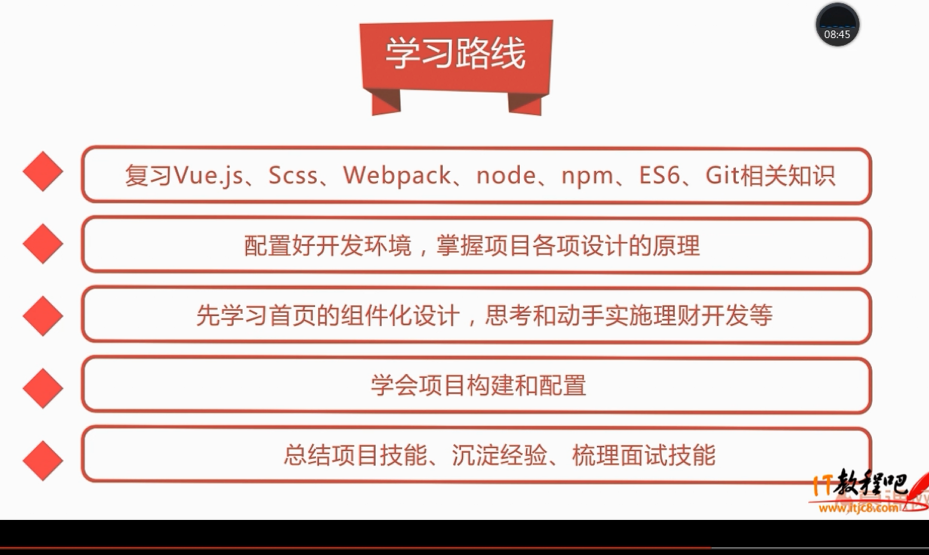 学习路线
08:45
复习Vue.js、Scss、Webpack、node、npm、ES6、Git相关知识
配置好开发环境，掌握项目各项设计的原理
先学习首页的组件化设计，思考和动手实施理财开发等
学会项目构建和配置
总结项目技能、沉淀经验、梳理面试技能
IT教程吧
www.itjc8.com